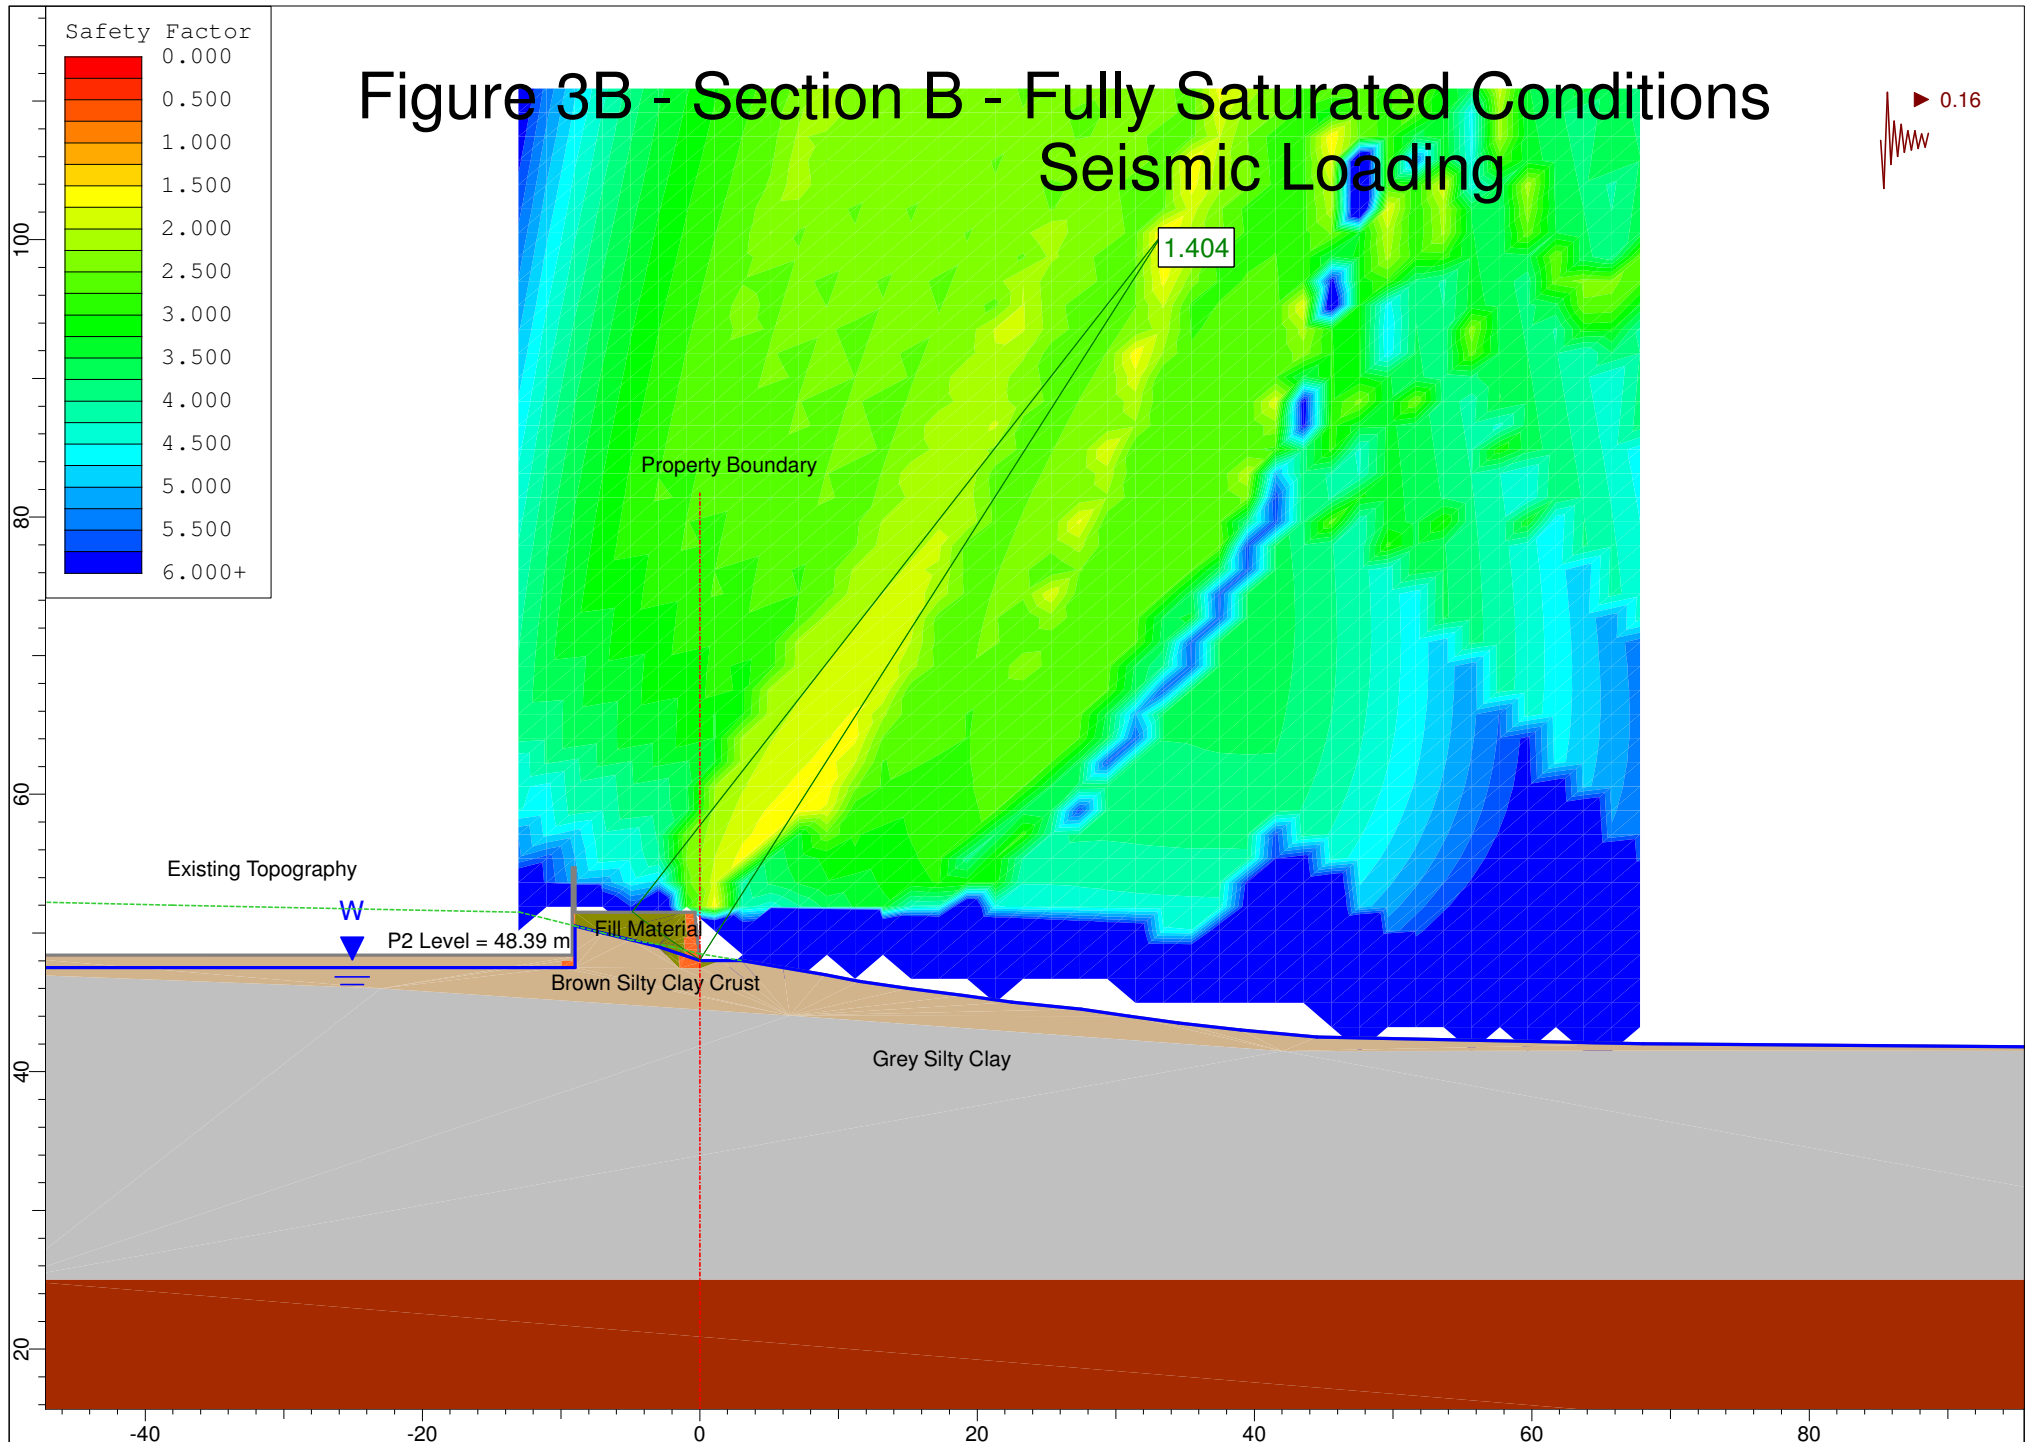 Safety Factor
0.000
0.500
1.000
1.500
2.000
2.500
3.000
3.500
4.000
4.500
5.000
5.500
6.000+
Figure 3B - Section B - Fully Saturated Conditions
Seismic Loading
0.16
1.404
Property Boundary
Existing Topography
W
P2 Level = 48.39 m
Fill Material
Brown Silty Clay Crust
Grey Silty Clay
100
80
60
40
20
-40
-20
0
20
40
60
80